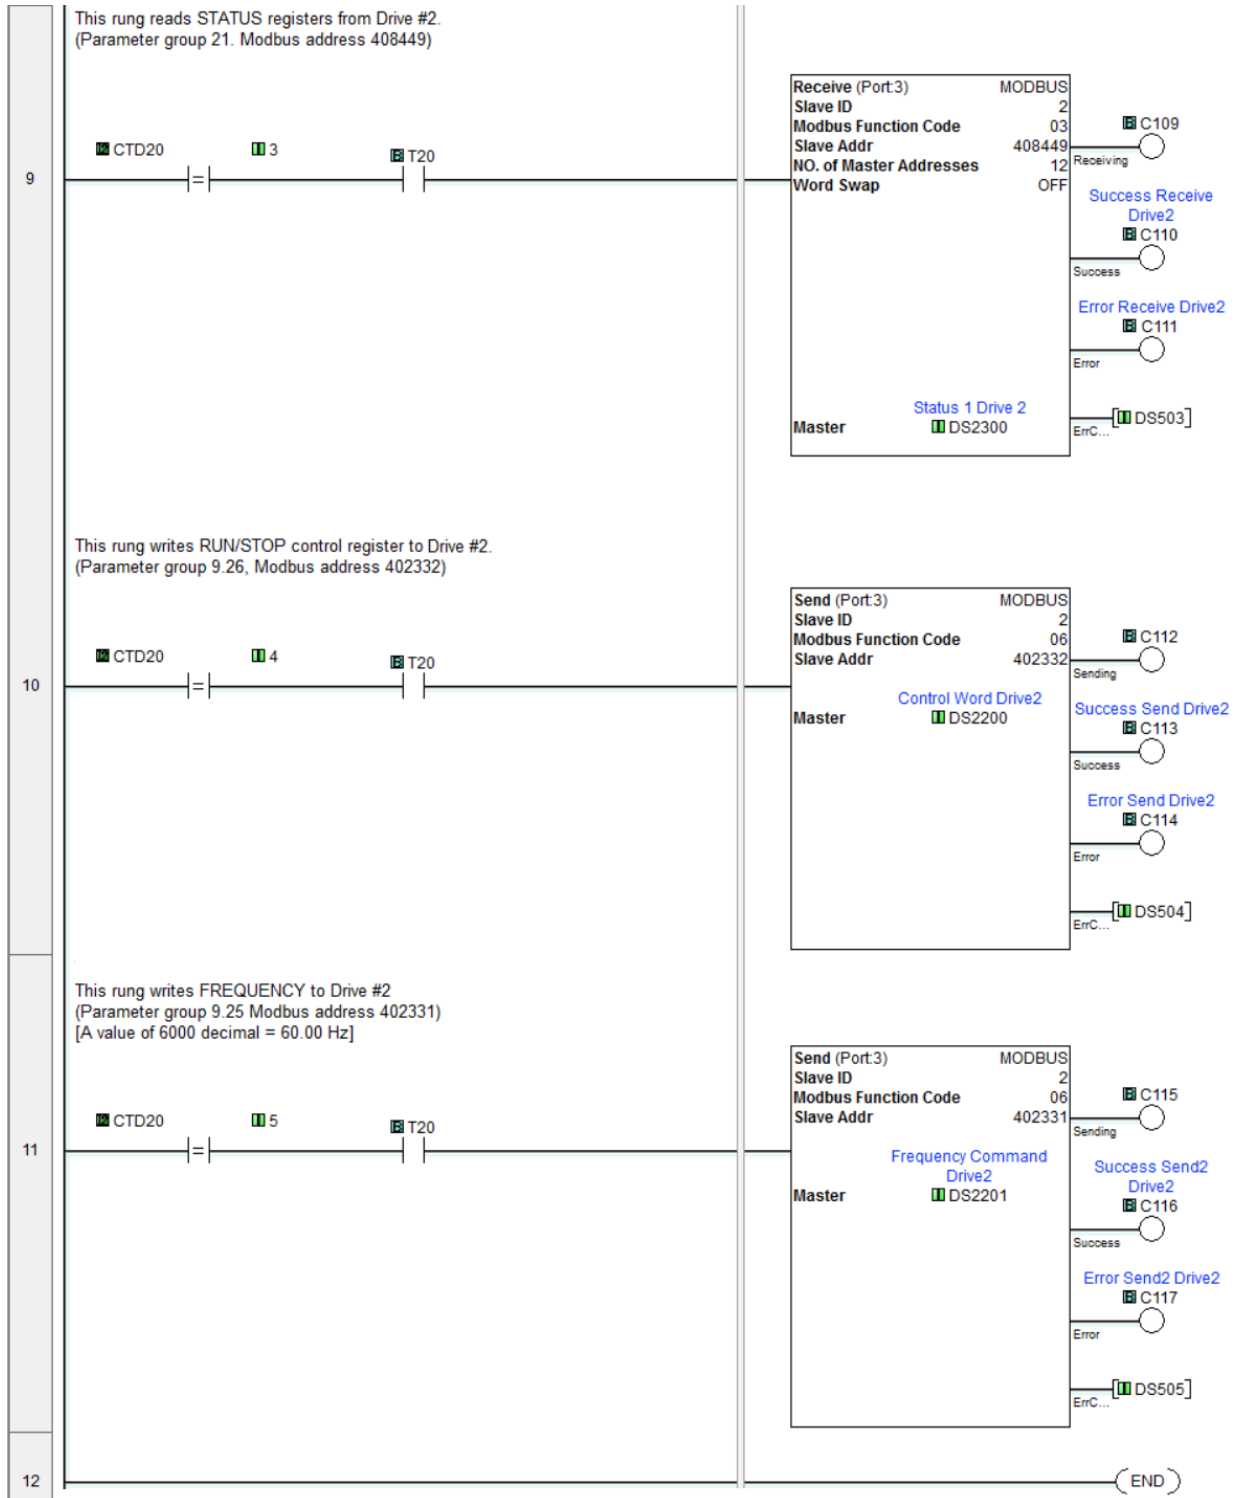 This rung reads STATUS registers from Drive #2.
(Parameter group 21. Modbus address 408449)
9
CTD20 3 T20
=
Receive (Port:3) MODBUS
Slave ID 2
Modbus Function Code 03
Slave Addr 408449
NO. of Master Addresses 12
Word Swap OFF
Status 1 Drive 2
Master DS2300
C109
Receiving
Success Receive
Drive2
C110
Success
Error Receive Drive2
C111
Error
DS503
ErrC...
This rung writes RUN/STOP control register to Drive #2.
(Parameter group 9.26, Modbus address 402332)
10
CTD20 4 T20
=
Send (Port:3) MODBUS
Slave ID 2
Modbus Function Code 06
Slave Addr 402332
Control Word Drive2
Master DS2200
C112
Sending
Success Send Drive2
C113
Success
Error Send Drive2
C114
Error
DS504
ErrC...
This rung writes FREQUENCY to Drive #2
(Parameter group 9.25 Modbus address 402331)
[A value of 6000 decimal = 60.00 Hz]
11
CTD20 5 T20
=
Send (Port:3) MODBUS
Slave ID 2
Modbus Function Code 06
Slave Addr 402331
Frequency Command
Drive2
Master DS2201
C115
Sending
Success Send2
Drive2
C116
Success
Error Send2 Drive2
C117
Error
DS505
ErrC...
12
END